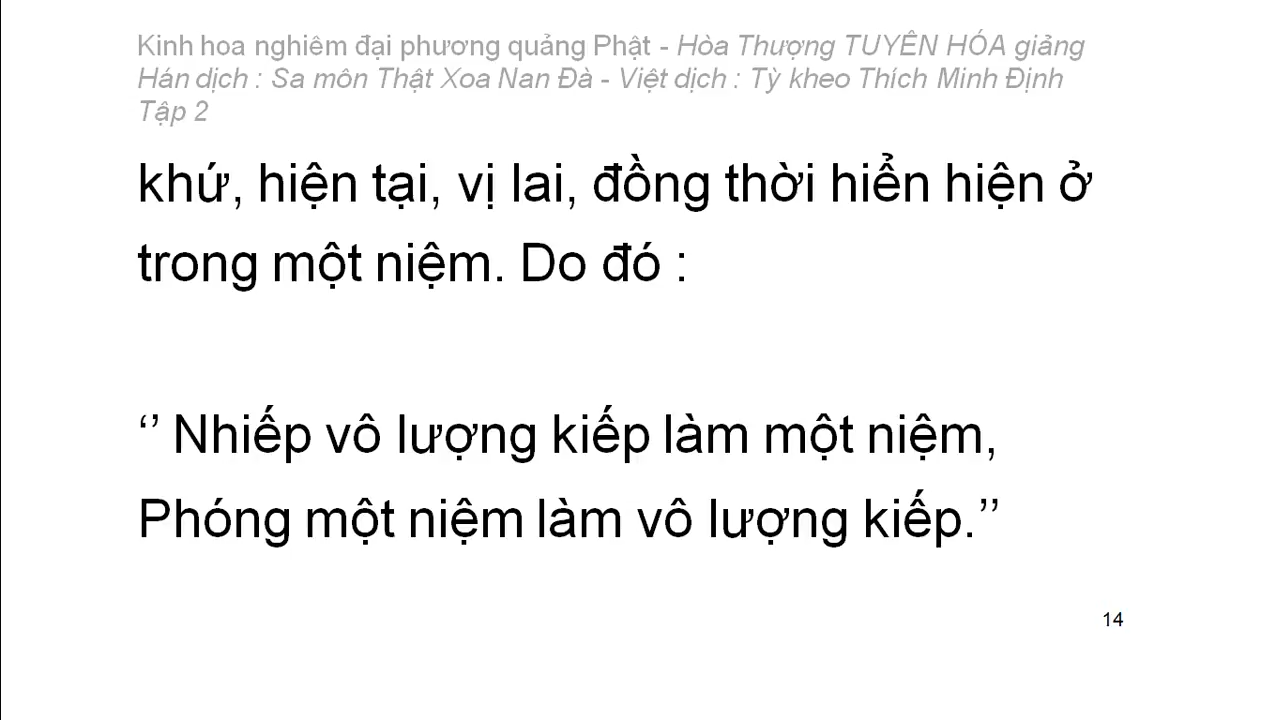 Kinh hoa nghiêm đại phương quảng Phật - Hòa Thượng TUYÊN HÓA giảng
Hán dịch : Sa môn Thật Xoa Nan Đà - Việt dịch : Tỳ kheo Thích Minh Định
Tập 2
khứ, hiện tại, vị lai, đồng thời hiển hiện ở
trong một niệm. Do đó :
‘’ Nhiếp vô lượng kiếp làm một niệm,
Phóng một niệm làm vô lượng kiếp.’’
14